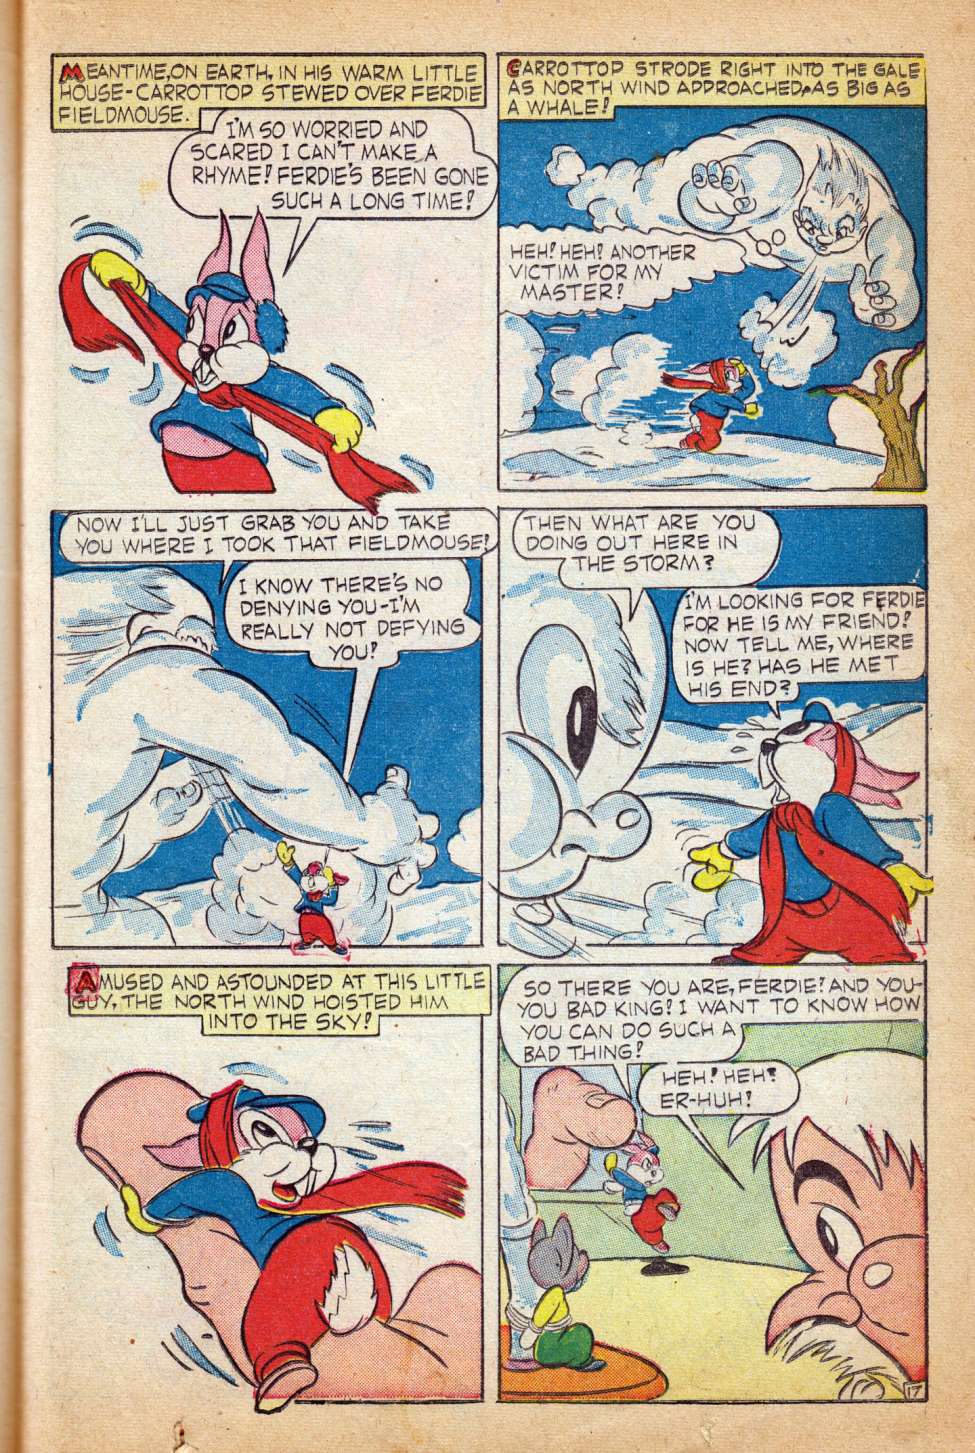 MEANTIME, ON EARTH, IN HIS WARM LITTLE
HOUSE-CARROTTOP STEWED OVER FERDIE
FIELDMOUSE.
I'M SO WORRIED AND
SCARED I CAN'T MAKE A
RHYME! FERDIE'S BEEN GONE
SUCH A LONG TIME!
CARROTTOP STRODE RIGHT INTO THE GALE
AS NORTH WIND APPROACHED, AS BIG AS
A WHALE!
HEH! HEH! ANOTHER
VICTIM FOR MY
MASTER!
NOW I'LL JUST GRAB YOU AND TAKE
YOU WHERE I TOOK THAT FIELDMOUSE!
I KNOW THERE'S NO
DENYING YOU-I'M
REALLY NOT DEFYING
YOU!
THEN WHAT ARE YOU
DOING OUT HERE IN
THE STORM?
I'M LOOKING FOR FERDIE
FOR HE IS MY FRIEND!
NOW TELL ME, WHERE
IS HE? HAS HE MET
HIS END?
AMUSED AND ASTOUNDED AT THIS LITTLE
GUY, THE NORTH WIND HOISTED HIM
INTO THE SKY!
SO THERE YOU ARE, FERDIE! AND YOU-
YOU BAD KING! I WANT TO KNOW HOW
YOU CAN DO SUCH A
BAD THING!
HEH! HEH!
ER-HUH!
17